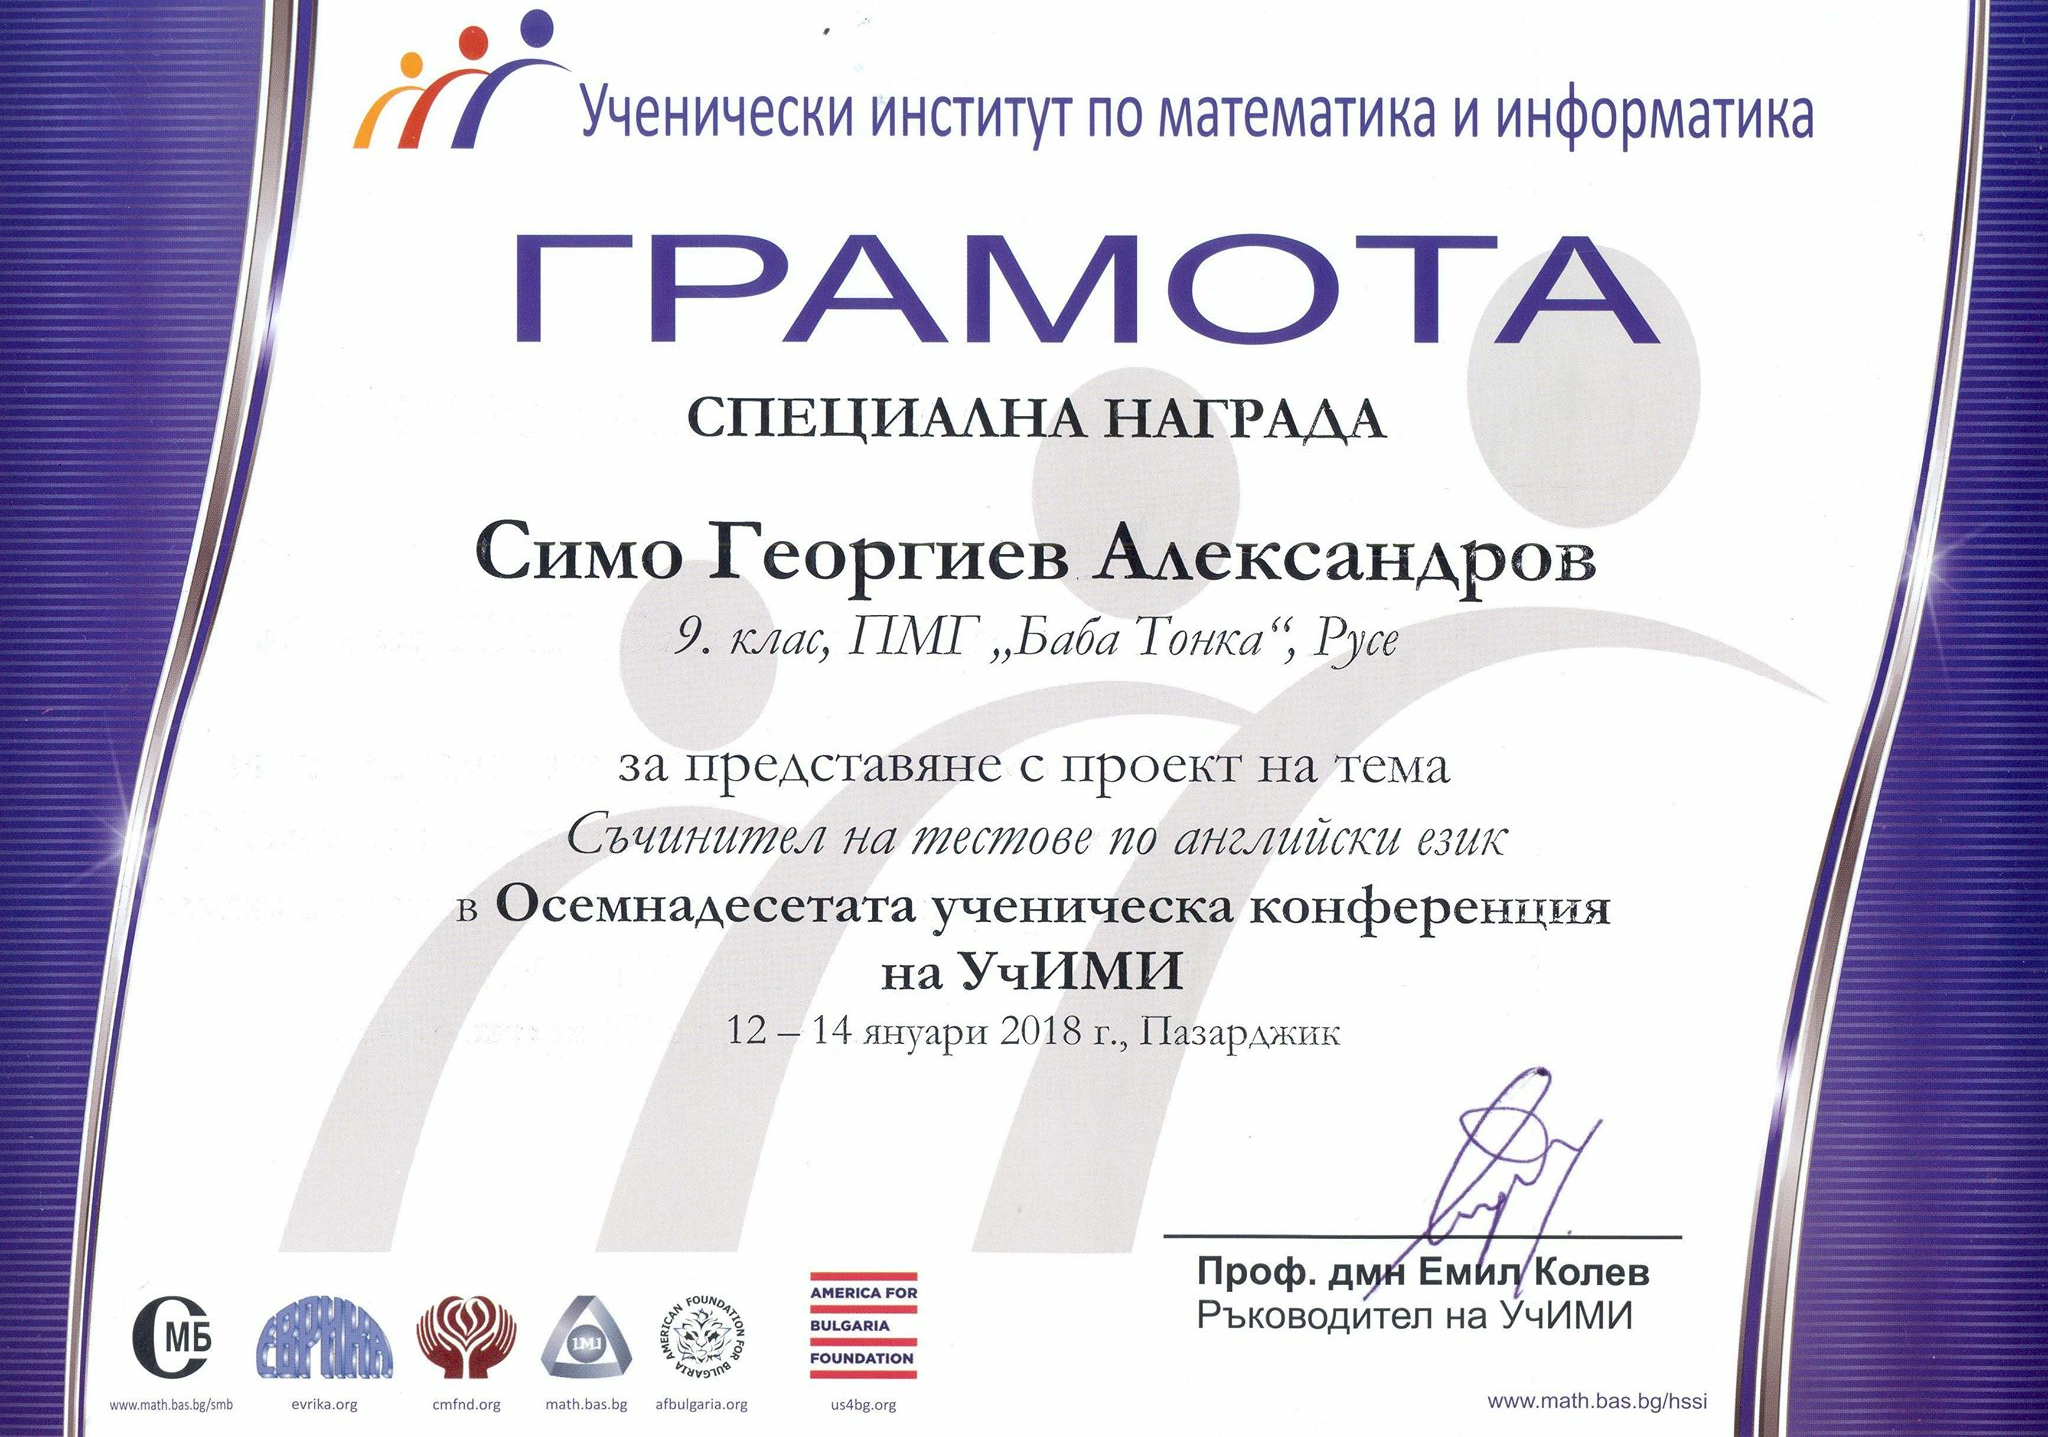 Ученически институт по математика и информатика
ГРАМОТА
СПЕЦИАЛНА НАГРАДА
Симо Георгиев Александров
9. клас, ПМГ „Баба Тонка“, Русе
за представяне с проект на тема
Съчинител на тестове по английски език
в Осемнадесетата ученическа конференция
на УчИМИ
12 – 14 януари 2018 г., Пазарджик
Проф. дмн Емил Колев
Ръководител на УчИМИ
СМБ
ЕВРИКА
IMI
AMERICAN FOUNDATION FOR BULGARIA
AMERICA FOR
BULGARIA
FOUNDATION
www.math.bas.bg/smb
evrika.org
cmfnd.org
math.bas.bg
afbulgaria.org
us4bg.org
www.math.bas.bg/hssi